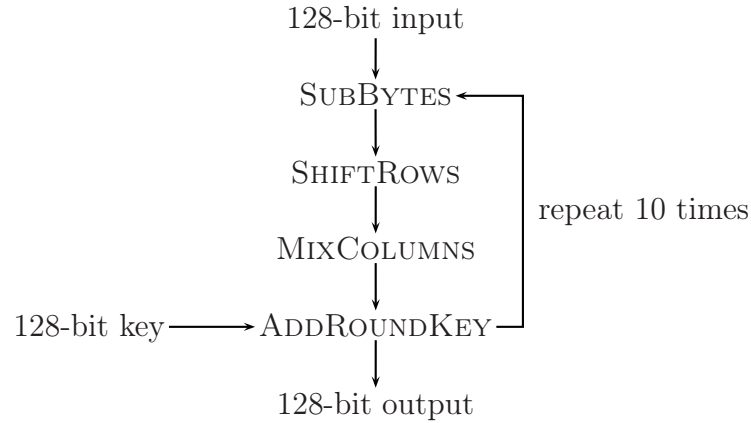 128-bit input
SUBBYTES
SHIFTROWS
repeat 10 times
MIXCOLUMNS
128-bit key
ADDROUNDKEY
128-bit output